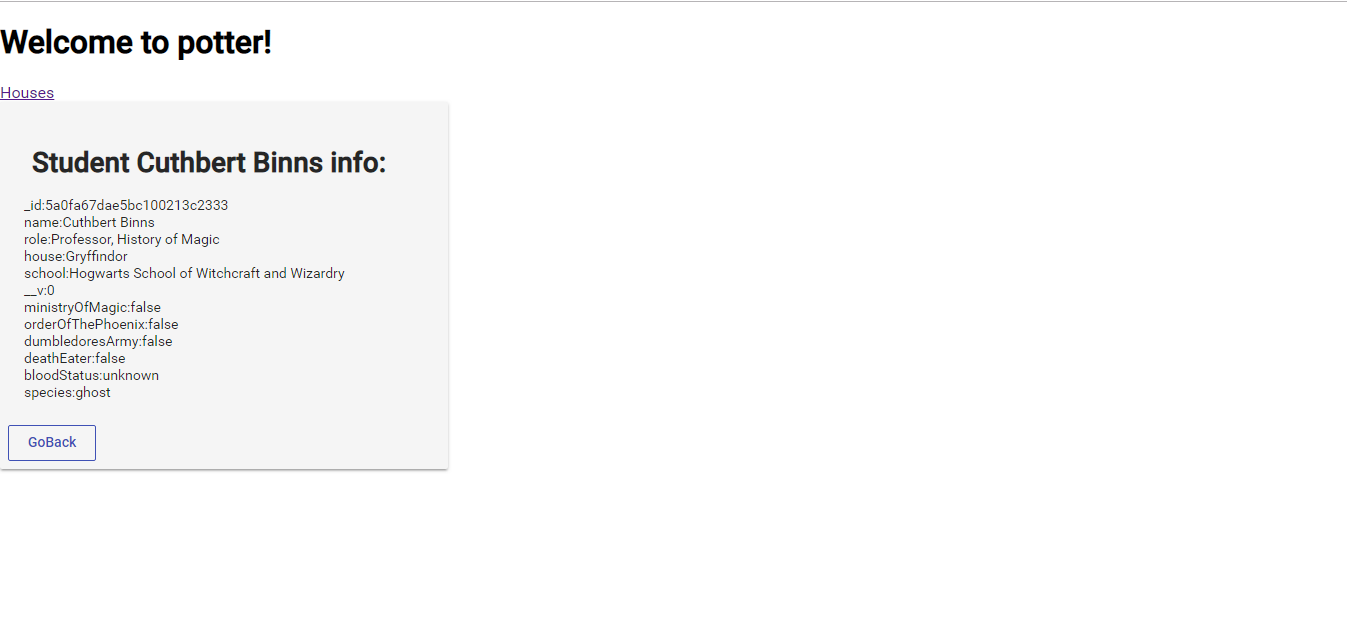 Welcome to potter!
Houses
Student Cuthbert Binns info:
_id:5a0fa67dae5bc100213c2333
name:Cuthbert Binns
role:Professor, History of Magic
house:Gryffindor
school:Hogwarts School of Witchcraft and Wizardry
__v:0
ministryOfMagic:false
orderOfThePhoenix:false
dumbledoresArmy:false
deathEater:false
bloodStatus:unknown
species:ghost
GoBack